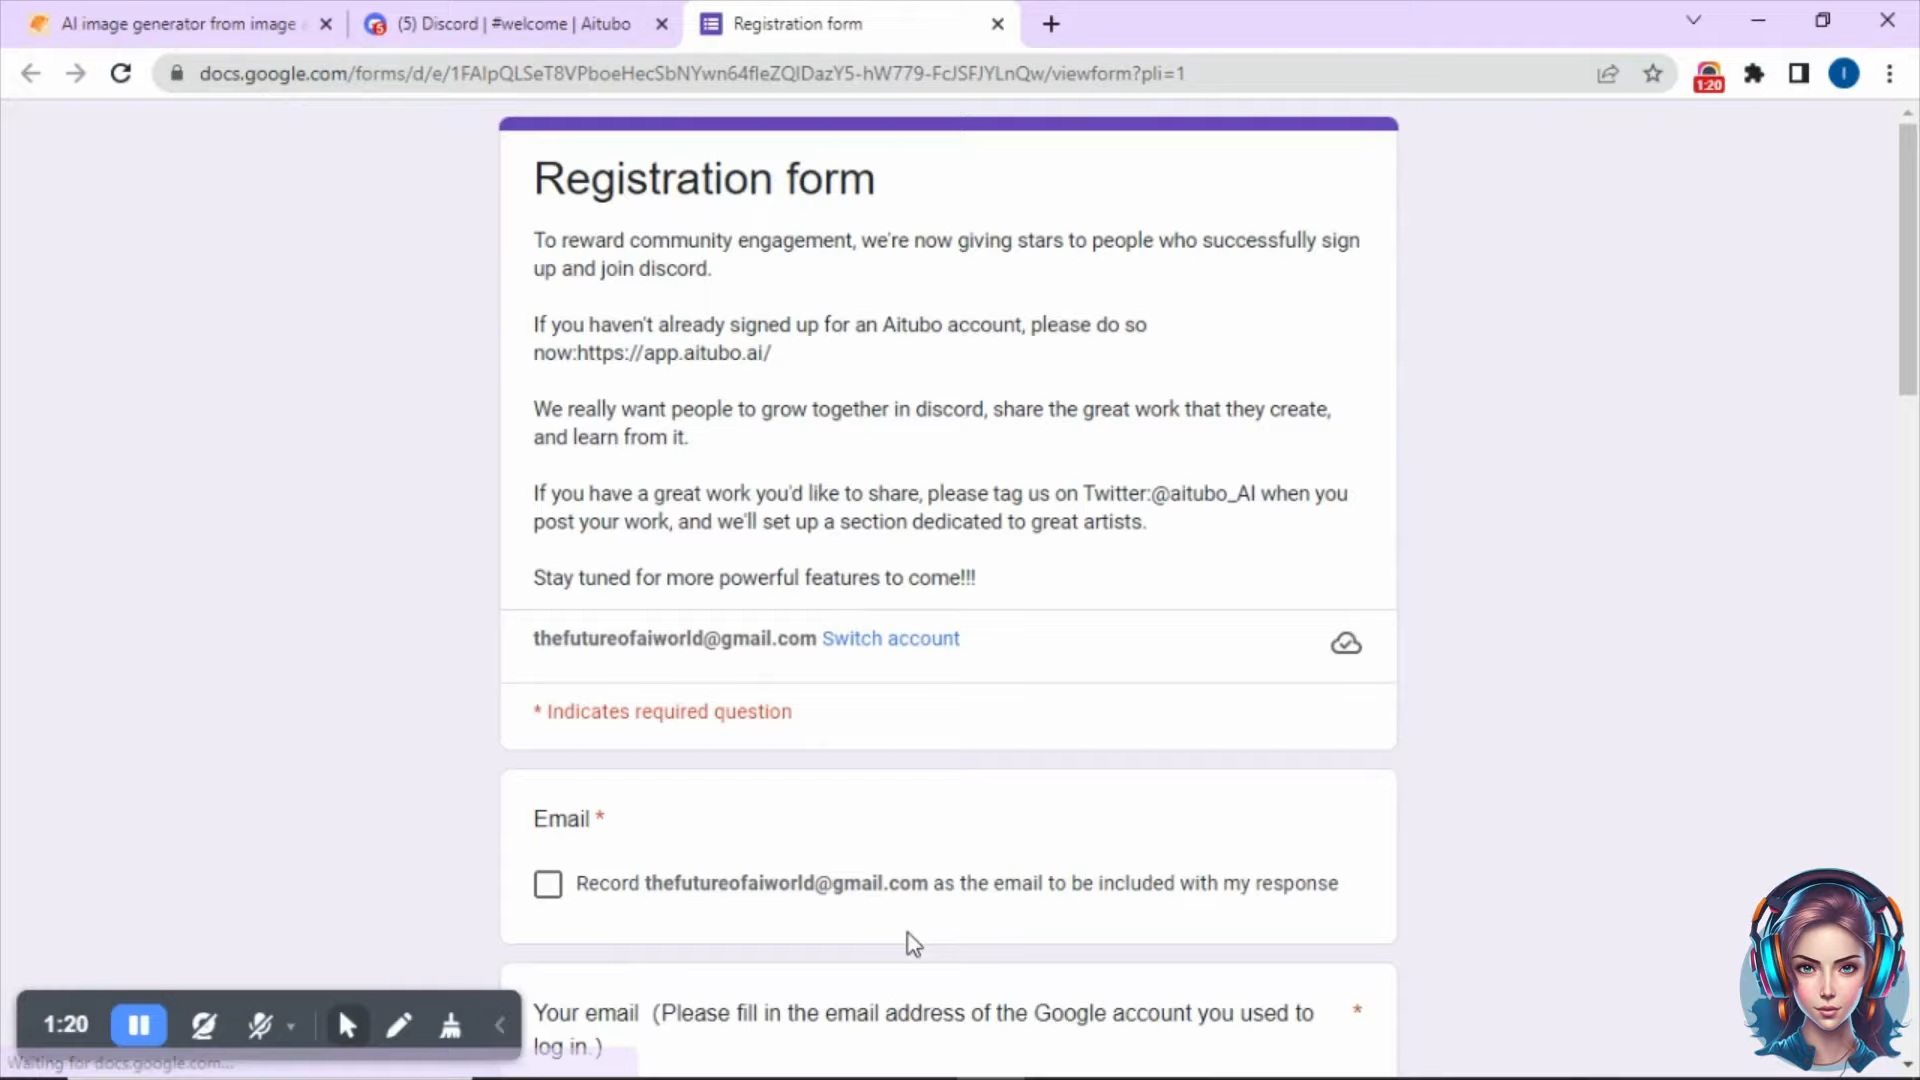 AI image generator from image
(5) Discord | #welcome | Aitubo
Registration form
docs.google.com/forms/d/e/1FAIpQLSeT8VPboeHecSbNYwn64fleZQlDazY5-hW779-FcJSFJYLnQw/viewform?pli=1
1:20
I
Registration form
To reward community engagement, we're now giving stars to people who successfully sign
up and join discord.
If you haven't already signed up for an Aitubo account, please do so
now:https://app.aitubo.ai/
We really want people to grow together in discord, share the great work that they create,
and learn from it.
If you have a great work you'd like to share, please tag us on Twitter:@aitubo_AI when you
post your work, and we'll set up a section dedicated to great artists.
Stay tuned for more powerful features to come!!!
thefutureofaiworld@gmail.com Switch account
* Indicates required question
Email *
Record thefutureofaiworld@gmail.com as the email to be included with my response
Your email (Please fill in the email address of the Google account you used to
log in.) *
1:20
Waiting for docs.google.com...